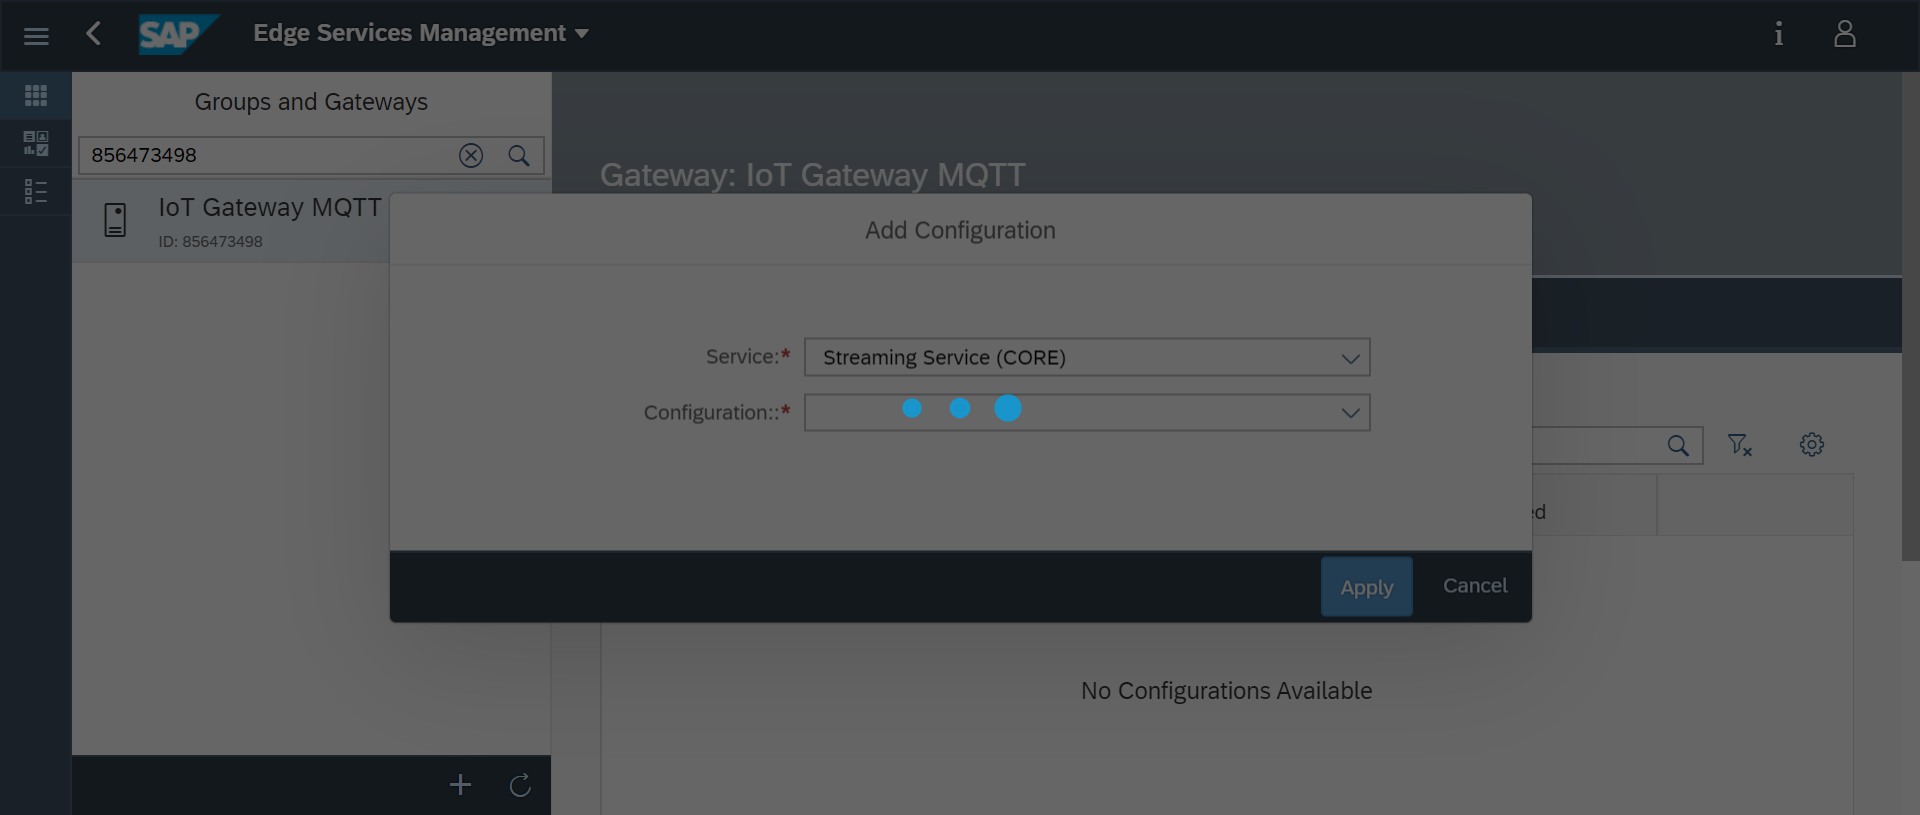 SAP Edge Services Management
Groups and Gateways
856473498
IoT Gateway MQTT
ID: 856473498
Gateway: IoT Gateway MQTT
Add Configuration
Service:*
Streaming Service (CORE)
Configuration::*
Apply
Cancel
No Configurations Available